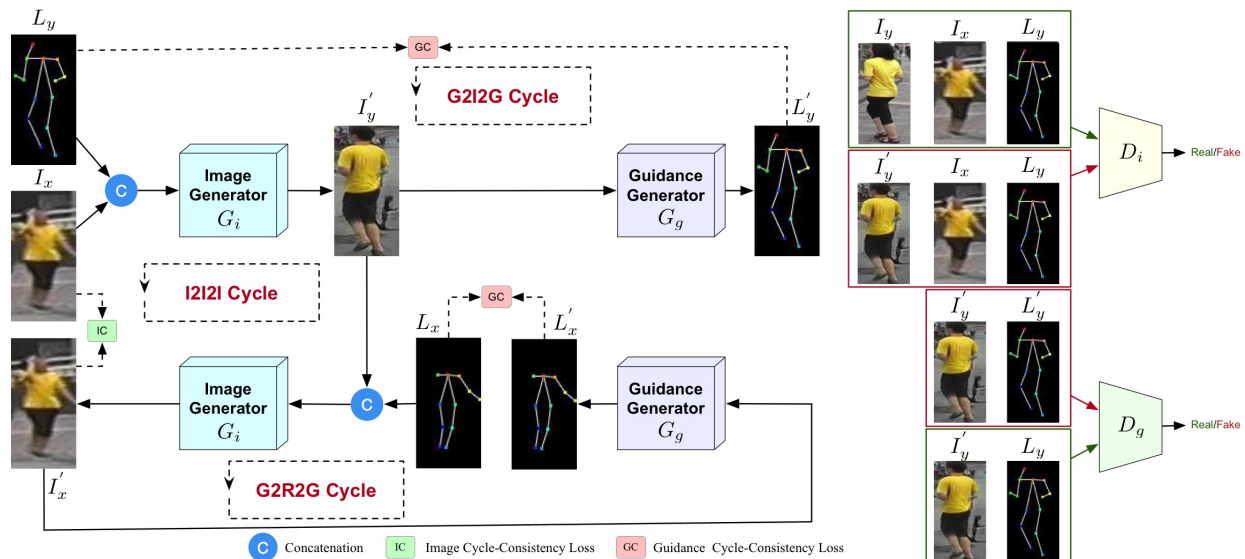 L_y
GC
G2I2G Cycle
I'_y
L'_y
I_x
C
Image
Generator
G_i
Guidance
Generator
G_g
I2I2I Cycle
IC
GC
L_x
L'_x
Image
Generator
G_i
C
Guidance
Generator
G_g
I'_x
G2R2G Cycle
C Concatenation
IC Image Cycle-Consistency Loss
GC Guidance Cycle-Consistency Loss
I_y I_x L_y
I'_y I_x L_y
D_i
Real/Fake
I'_y L'_y
I'_y L_y
D_g
Real/Fake